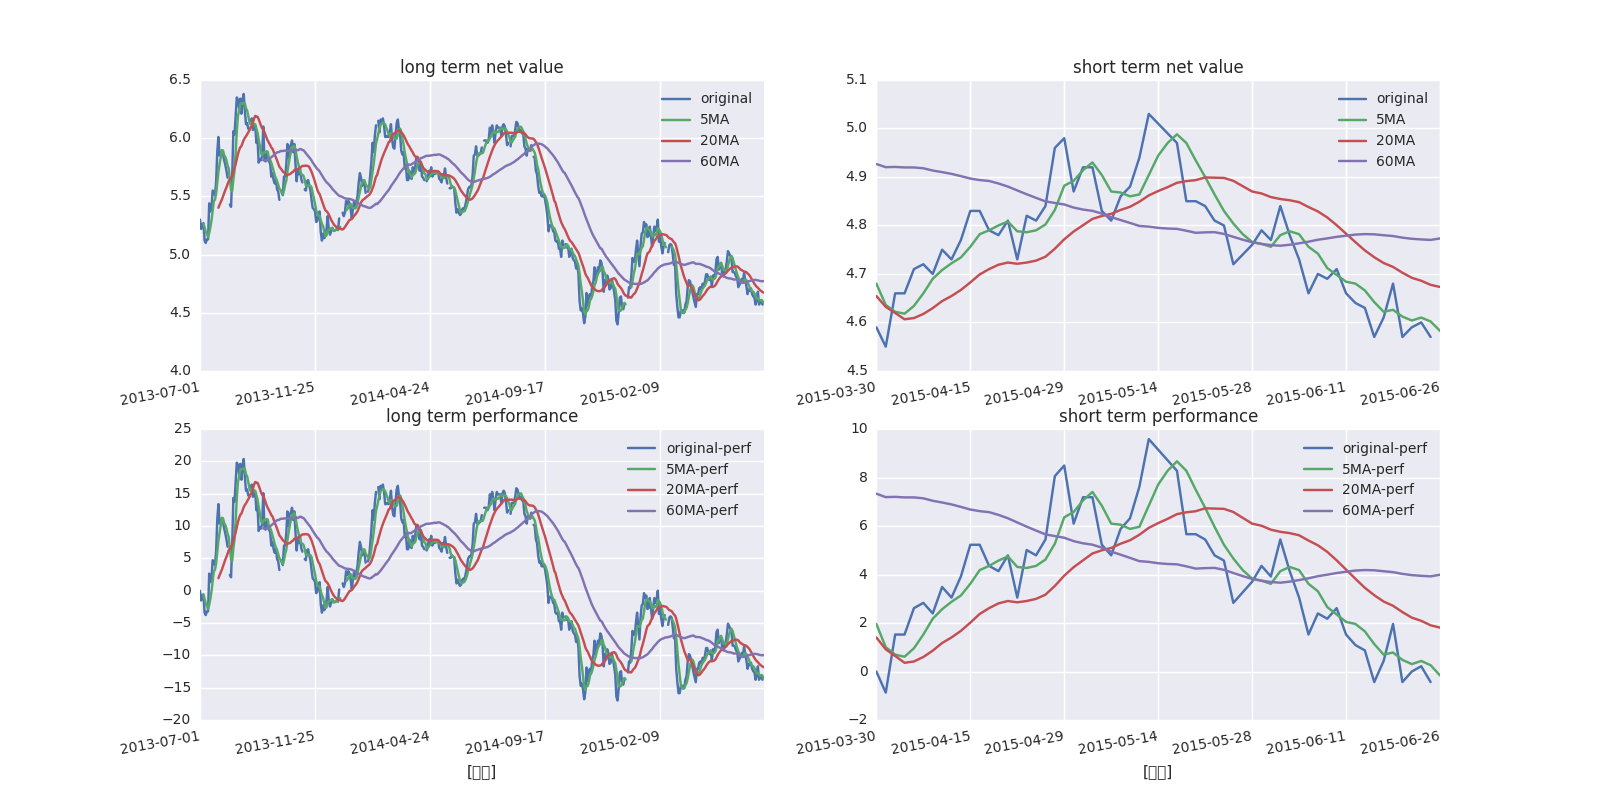 long term net value
6.5
6.0
5.5
5.0
4.5
4.0
original
5MA
20MA
60MA
2013-07-01 2013-11-25 2014-04-24 2014-09-17 2015-02-09
short term net value
5.1
5.0
4.9
4.8
4.7
4.6
4.5
original
5MA
20MA
60MA
2015-03-30 2015-04-15 2015-04-29 2015-05-14 2015-05-28 2015-06-11 2015-06-26
long term performance
25
20
15
10
5
0
−5
−10
−15
−20
original-perf
5MA-perf
20MA-perf
60MA-perf
2013-07-01 2013-11-25 2014-04-24 2014-09-17 2015-02-09
short term performance
10
8
6
4
2
0
−2
original-perf
5MA-perf
20MA-perf
60MA-perf
2015-03-30 2015-04-15 2015-04-29 2015-05-14 2015-05-28 2015-06-11 2015-06-26